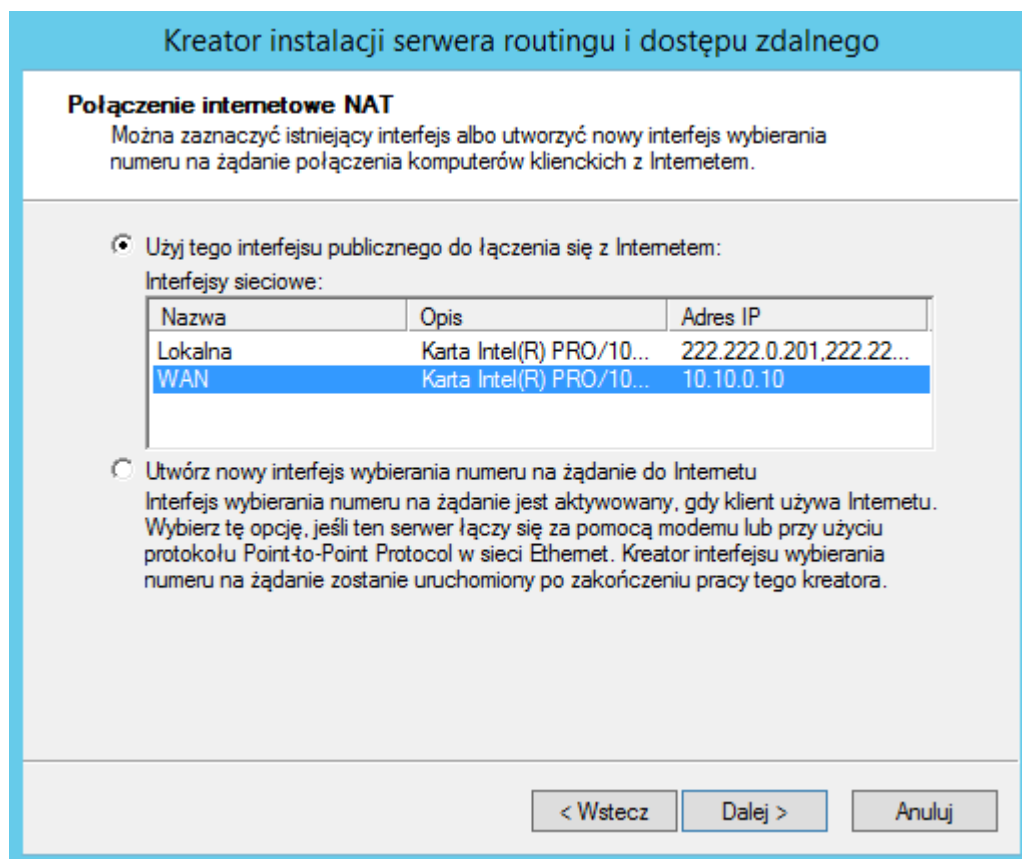 Kreator instalacji serwera routingu i dostępu zdalnego
Połączenie internetowe NAT
Można zaznaczyć istniejący interfejs albo utworzyć nowy interfejs wybierania
numeru na żądanie połączenia komputerów klienckich z Internetem.
Użyj tego interfejsu publicznego do łączenia się z Internetem:
Interfejsy sieciowe:
Nazwa Opis Adres IP
Lokalna Karta Intel(R) PRO/10... 222.222.0.201,222.22...
WAN Karta Intel(R) PRO/10... 10.10.0.10
Utwórz nowy interfejs wybierania numeru na żądanie do Internetu
Interfejs wybierania numeru na żądanie jest aktywowany, gdy klient używa Internetu.
Wybierz tę opcję, jeśli ten serwer łączy się za pomocą modemu lub przy użyciu
protokołu Point-to-Point Protocol w sieci Ethernet. Kreator interfejsu wybierania
numeru na żądanie zostanie uruchomiony po zakończeniu pracy tego kreatora.
< Wstecz Dalej > Anuluj